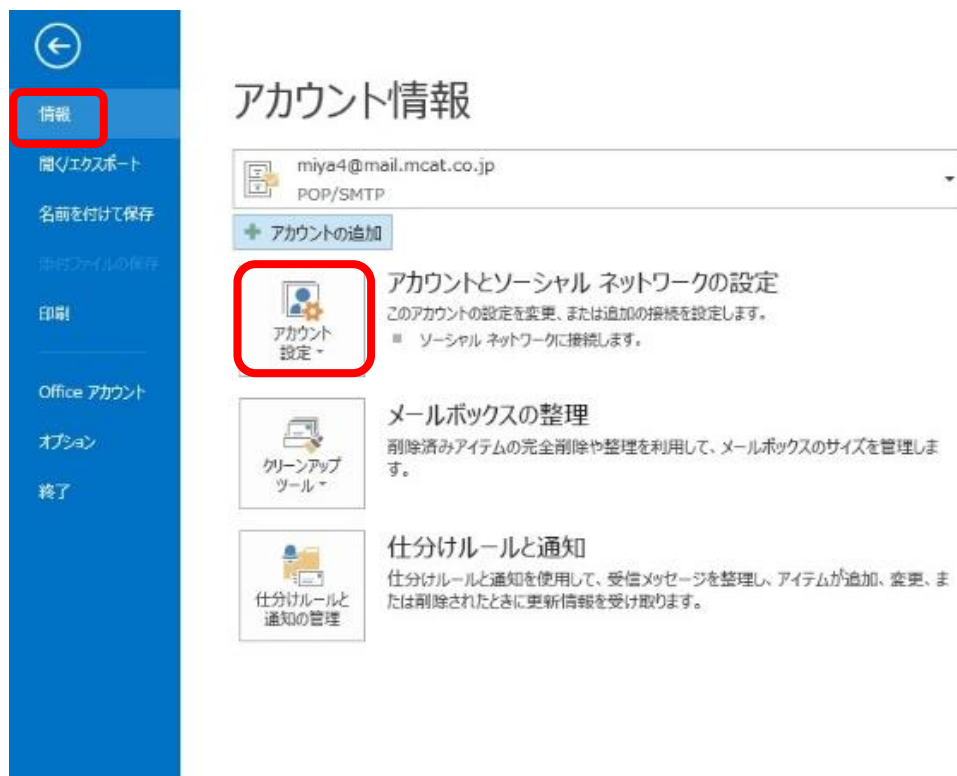 情報
開く/エクスポート
名前を付けて保存
添付ファイルの保存
印刷
Office アカウント
オプション
終了
アカウント情報
miya4@mail.mcat.co.jp
POP/SMTP
アカウントの追加
アカウント
設定
アカウントとソーシャル ネットワークの設定
このアカウントの設定を変更、または追加の接続を設定します。
ソーシャル ネットワークに接続します。
クリーンアップ
ツール
メールボックスの整理
削除済みアイテムの完全削除や整理を利用して、メールボックスのサイズを管理しま
す。
仕分けルールと
通知の管理
仕分けルールと通知
仕分けルールと通知を使用して、受信メッセージを整理し、アイテムが追加、変更、ま
たは削除されたときに更新情報を受け取ります。